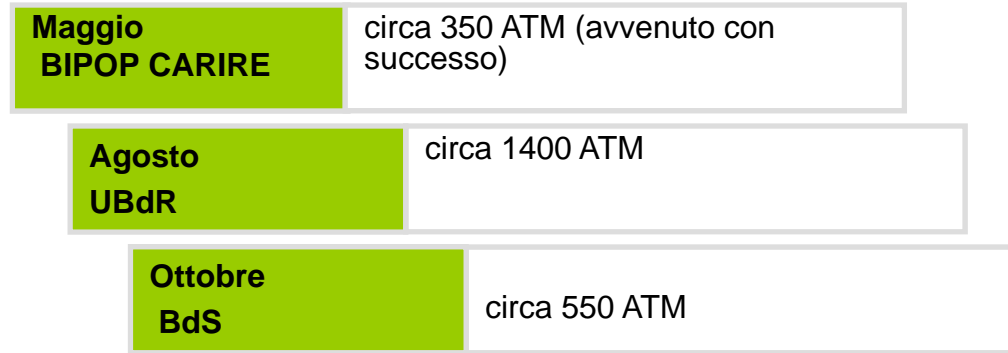 Maggio
BIPOP CARIRE
circa 350 ATM (avvenuto con
successo)
Agosto
UBdR
circa 1400 ATM
Ottobre
BdS
circa 550 ATM